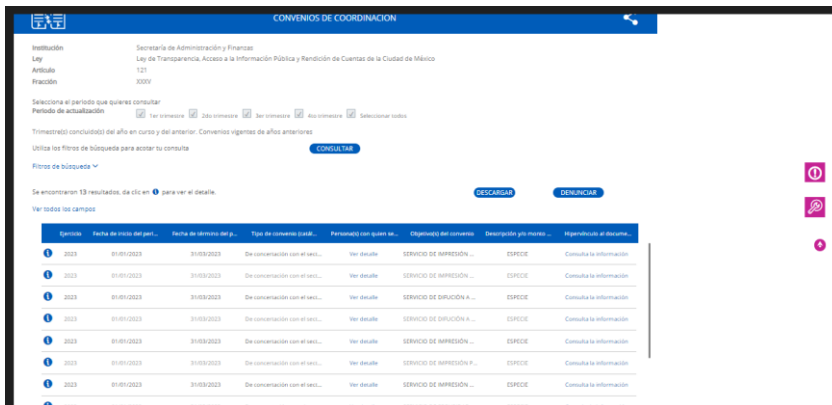 CONVENIOS DE COORDINACION
Institución Secretaría de Administración y Finanzas
Ley Ley de Transparencia, Acceso a la Información Pública y Rendición de Cuentas de la Ciudad de México
Artículo 121
Fracción XXXV
Selecciona el periodo que quieres consultar
Periodo de actualización 1er trimestre 2do trimestre 3er trimestre 4to trimestre Seleccionar todos
Trimestre(s) concluido(s) del año en curso y del anterior. Convenios vigentes de años anteriores
Utiliza los filtros de búsqueda para acotar tu consulta CONSULTAR
Filtros de búsqueda
Se encontraron 13 resultados, da clic en i para ver el detalle. DESCARGAR DENUNCIAR
Ver todos los campos
Ejercicio Fecha de inicio del peri... Fecha de término del p... Tipo de convenio (catál... Persona(s) con quien se... Objetivo(s) del convenio Descripción y/o monto ... Hipervínculo al docume...
2023 01/01/2023 31/03/2023 De concertación con el seci... Ver detalle SERVICIO DE IMPRESIÓN ... ESPECIE Consulta la información
2023 01/01/2023 31/03/2023 De concertación con el seci... Ver detalle SERVICIO DE IMPRESIÓN ... ESPECIE Consulta la información
2023 01/01/2023 31/03/2023 De concertación con el seci... Ver detalle SERVICIO DE DIFUCIÓN A ... ESPECIE Consulta la información
2023 01/01/2023 31/03/2023 De concertación con el seci... Ver detalle SERVICIO DE DIFUCIÓN A ... ESPECIE Consulta la información
2023 01/01/2023 31/03/2023 De concertación con el seci... Ver detalle SERVICIO DE IMPRESIÓN ... ESPECIE Consulta la información
2023 01/01/2023 31/03/2023 De concertación con el seci... Ver detalle SERVICIO DE IMPRESIÓN P... ESPECIE Consulta la información
2023 01/01/2023 31/03/2023 De concertación con el seci... Ver detalle SERVICIO DE IMPRESIÓN ... ESPECIE Consulta la información